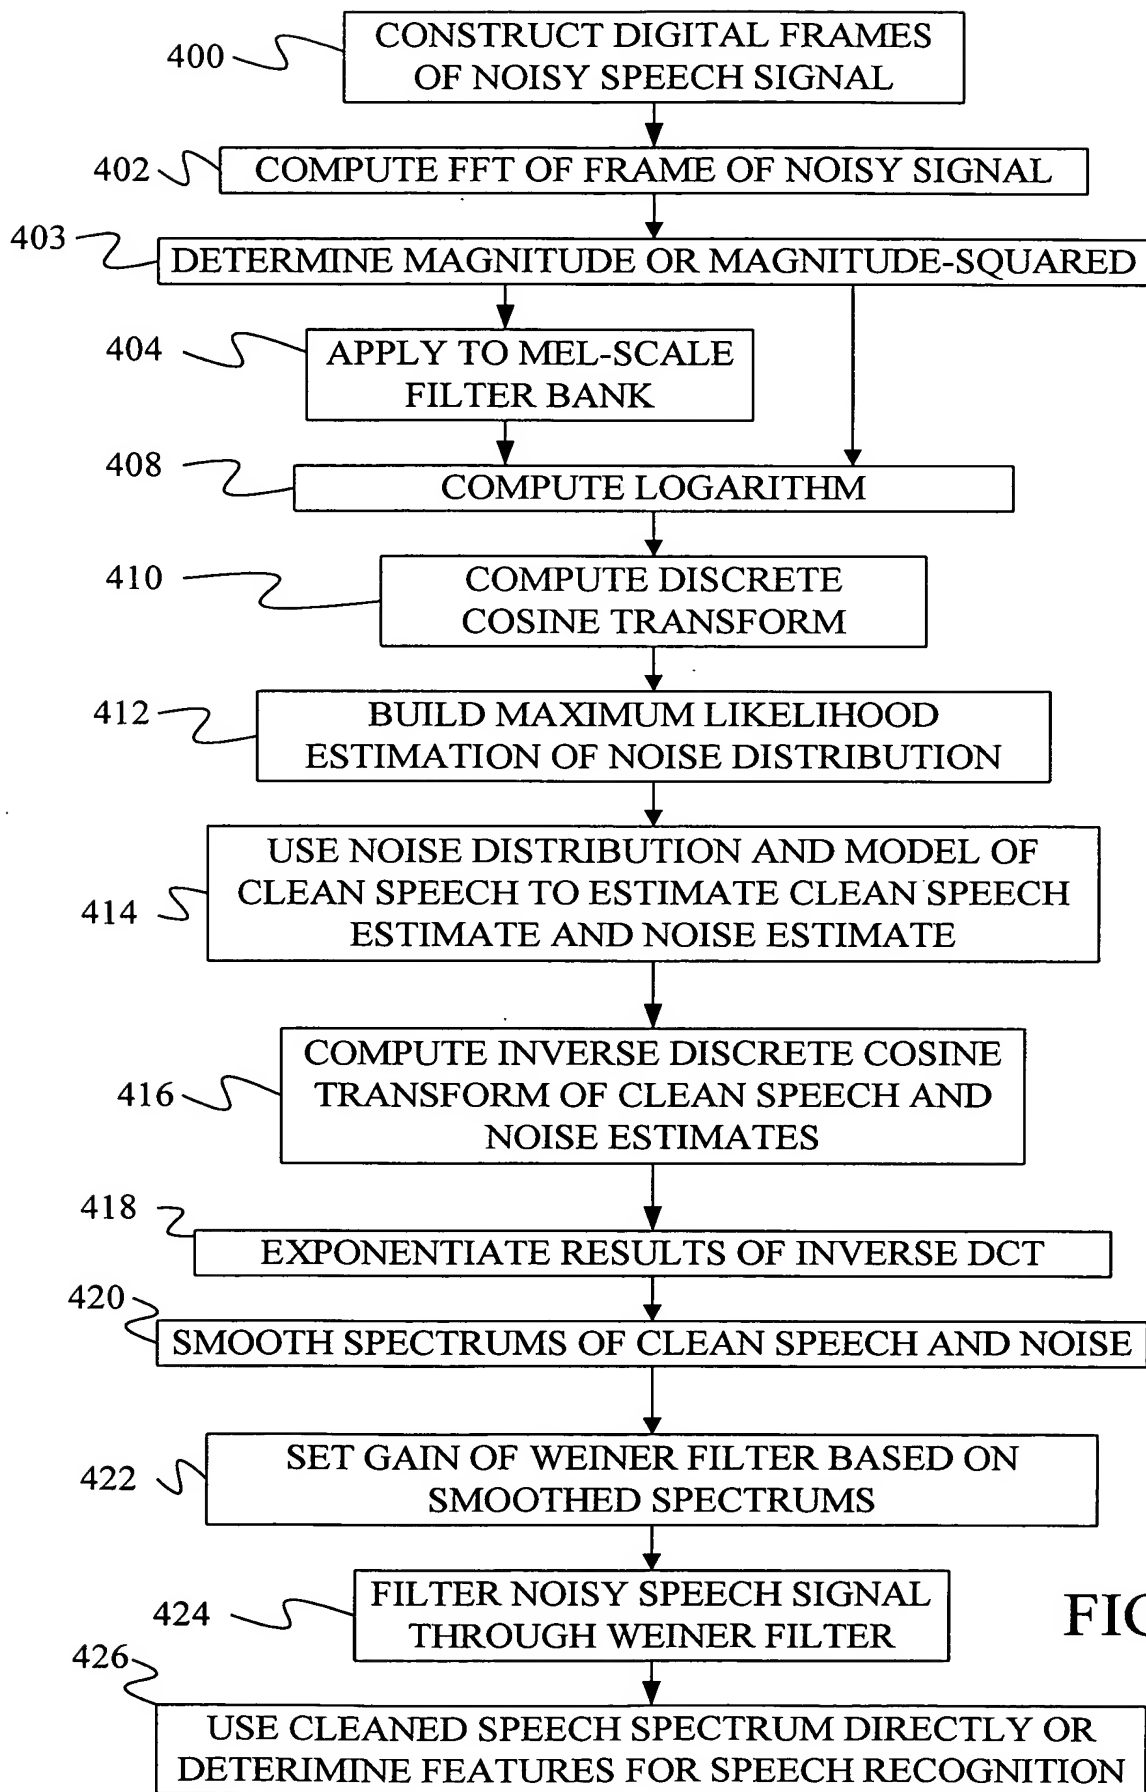 400
CONSTRUCT DIGITAL FRAMES
OF NOISY SPEECH SIGNAL
402
COMPUTE FFT OF FRAME OF NOISY SIGNAL
403
DETERMINE MAGNITUDE OR MAGNITUDE-SQUARED
404
APPLY TO MEL-SCALE
FILTER BANK
408
COMPUTE LOGARITHM
410
COMPUTE DISCRETE
COSINE TRANSFORM
412
BUILD MAXIMUM LIKELIHOOD
ESTIMATION OF NOISE DISTRIBUTION
414
USE NOISE DISTRIBUTION AND MODEL OF
CLEAN SPEECH TO ESTIMATE CLEAN SPEECH
ESTIMATE AND NOISE ESTIMATE
416
COMPUTE INVERSE DISCRETE COSINE
TRANSFORM OF CLEAN SPEECH AND
NOISE ESTIMATES
418
EXPONENTIATE RESULTS OF INVERSE DCT
420
SMOOTH SPECTRUMS OF CLEAN SPEECH AND NOISE
422
SET GAIN OF WEINER FILTER BASED ON
SMOOTHED SPECTRUMS
424
FILTER NOISY SPEECH SIGNAL
THROUGH WEINER FILTER
426
USE CLEANED SPEECH SPECTRUM DIRECTLY OR
DETERIMINE FEATURES FOR SPEECH RECOGNITION